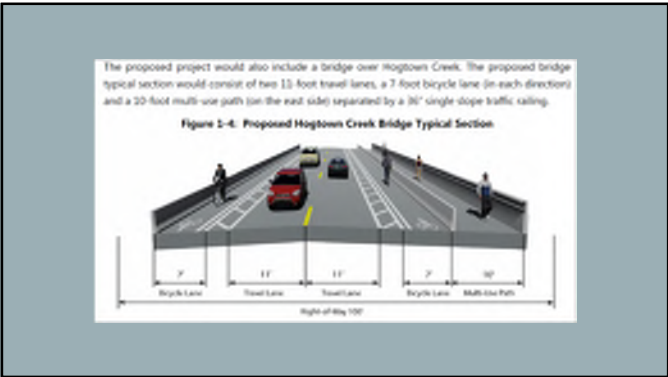 The proposed project would also include a bridge over Hogtown Creek. The proposed bridge
typical section would consist of two 11-foot travel lanes, a 7-foot bicycle lane (in each direction)
and a 10-foot multi-use path (on the east side) separated by a 36" single-slope traffic railing.
Figure 1-4: Proposed Hogtown Creek Bridge Typical Section
7' 11' 11' 7' 10'
Bicycle Lane Travel Lane Travel Lane Bicycle Lane Multi-Use Path
Right-of-Way 100'